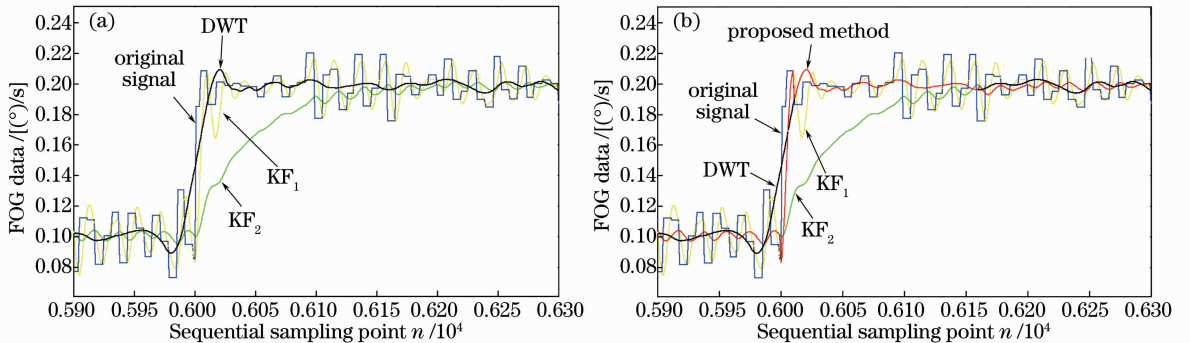 (a)
DWT
original
signal
KF₁
KF₂
FOG data /[(°)/s]
0.24
0.22
0.20
0.18
0.16
0.14
0.12
0.10
0.08
0.590 0.595 0.600 0.605 0.610 0.615 0.620 0.625 0.630
Sequential sampling point n /10⁴
(b)
proposed method
original
signal
DWT
KF₁
KF₂
FOG data /[(°)/s]
0.24
0.22
0.20
0.18
0.16
0.14
0.12
0.10
0.08
0.590 0.595 0.600 0.605 0.610 0.615 0.620 0.625 0.630
Sequential sampling point n /10⁴